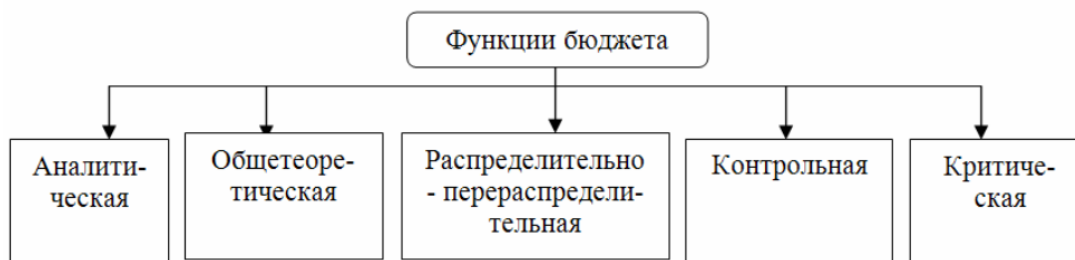 Функции бюджета
Аналити-
ческая
Общетеоре-
тическая
Распределительно
- перераспредели-
тельная
Контрольная
Критиче-
ская